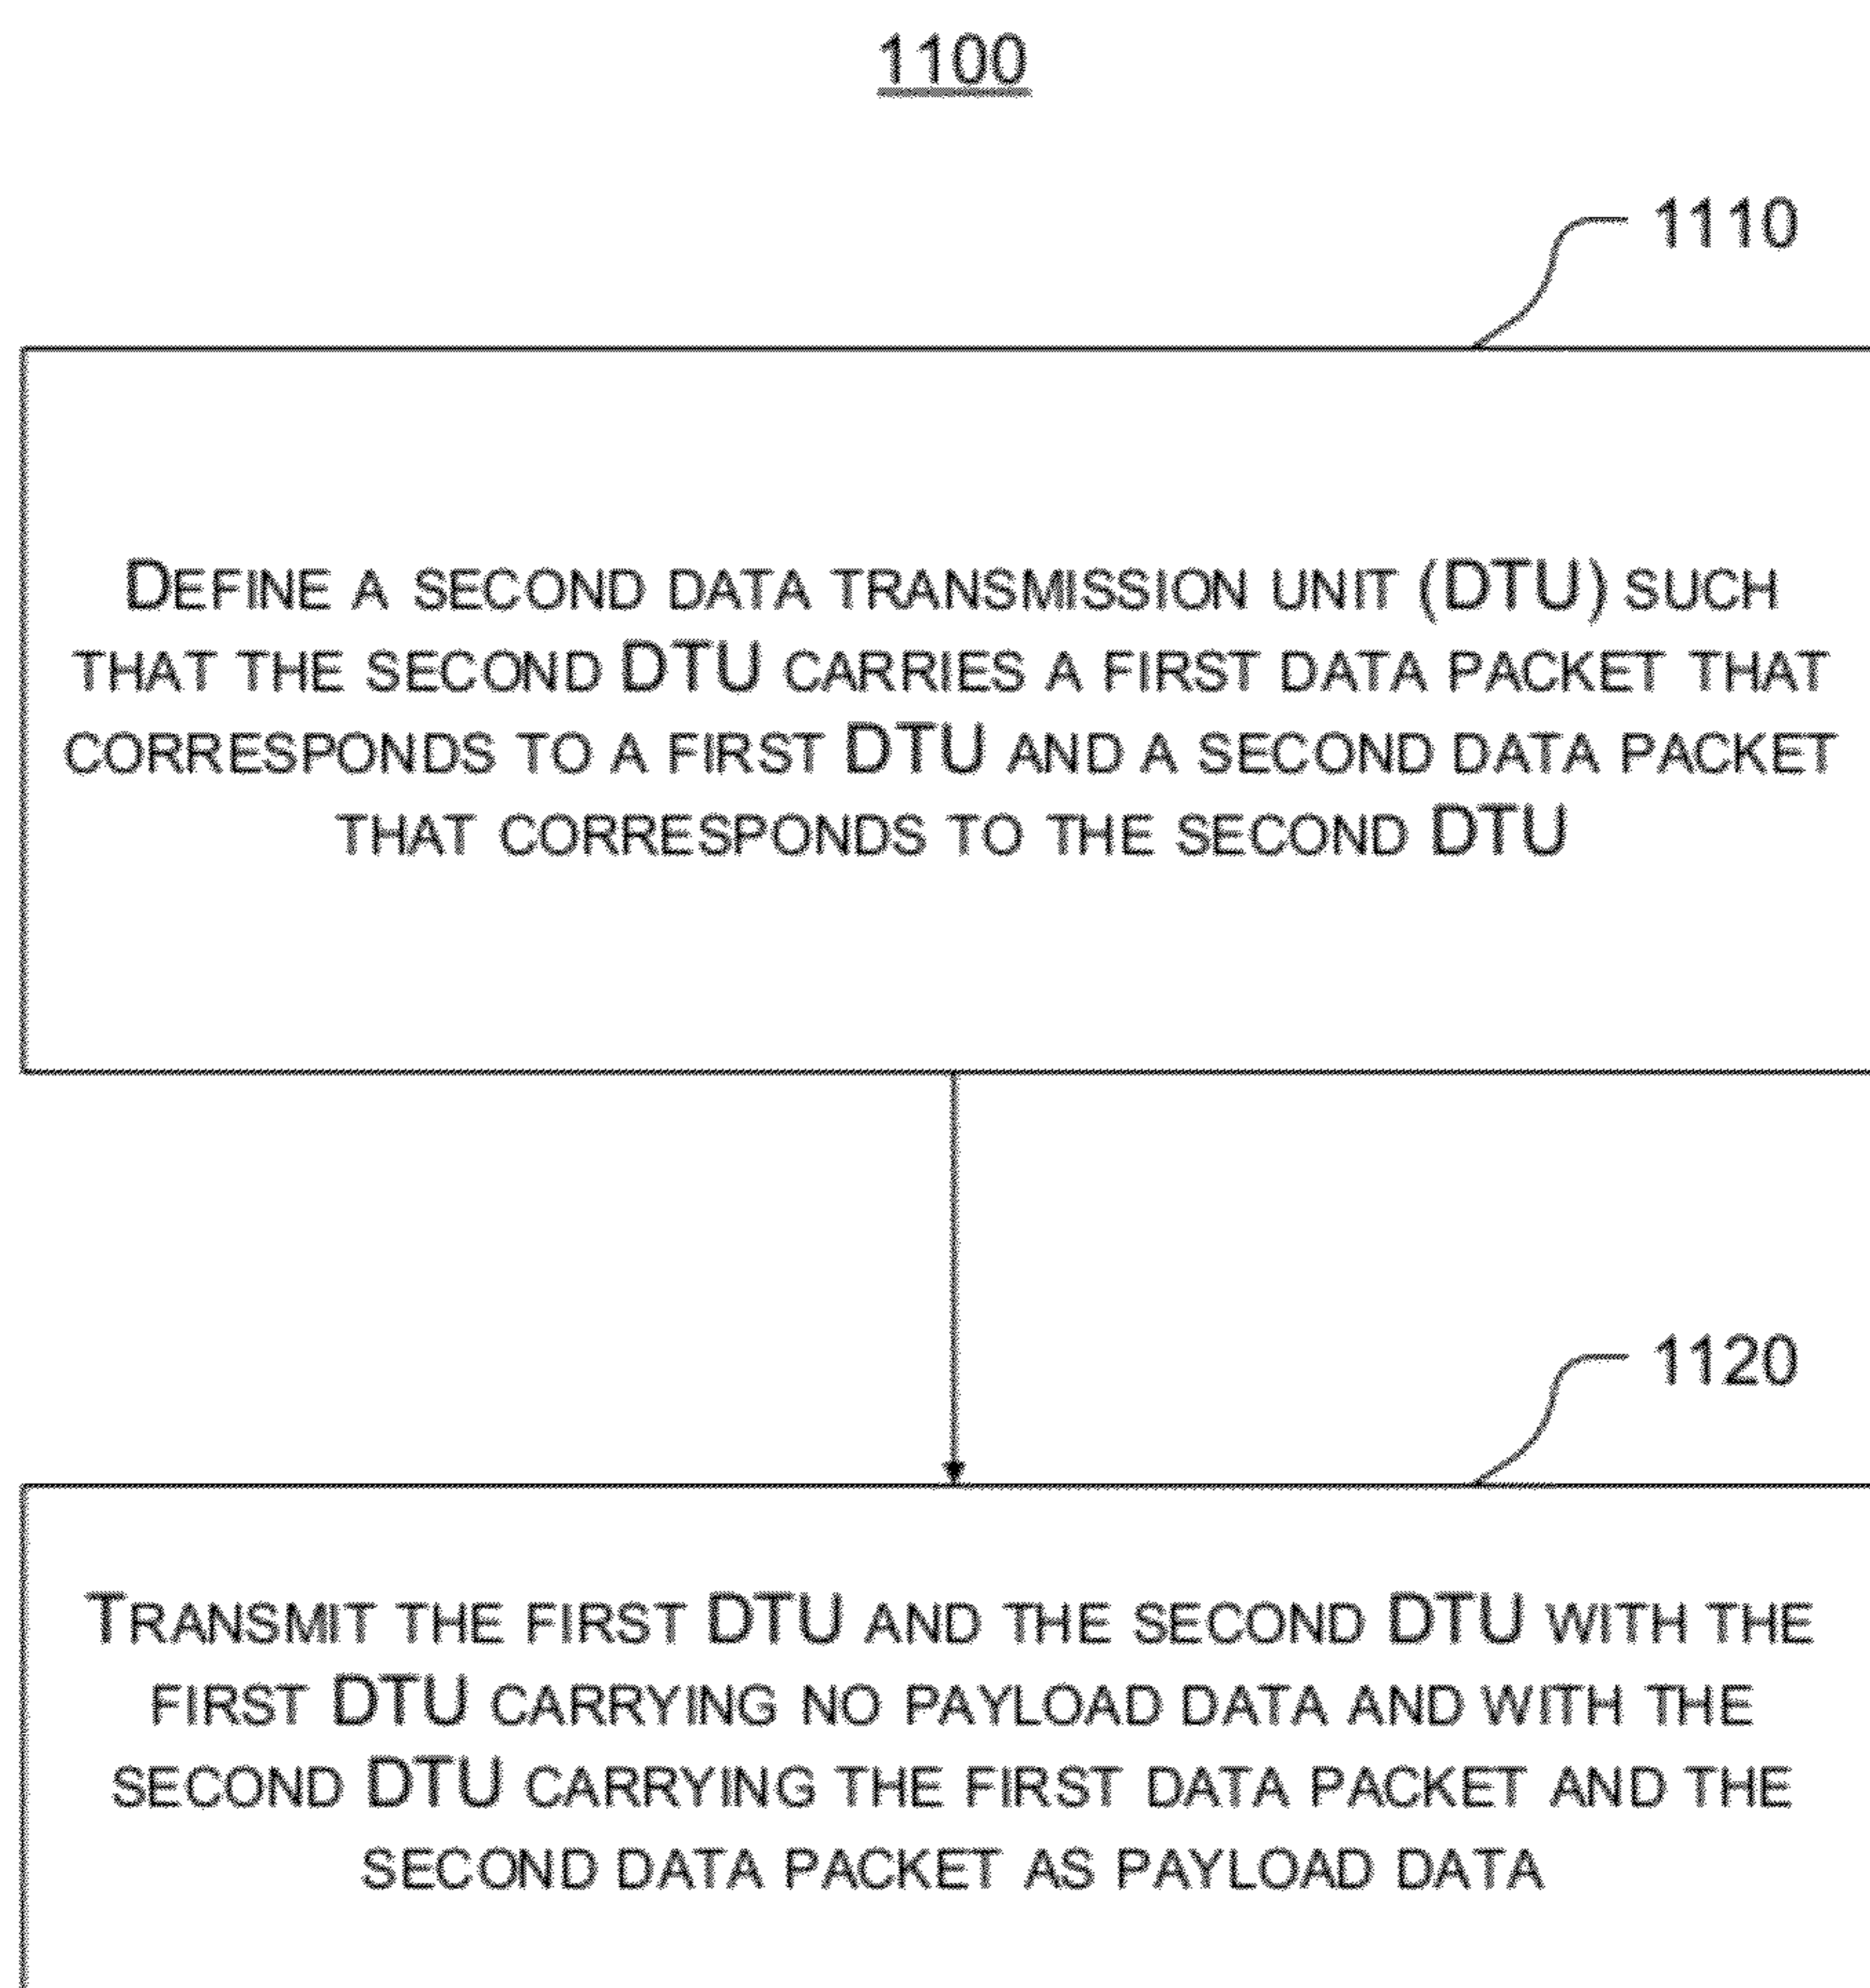 1100
1110
DEFINE A SECOND DATA TRANSMISSION UNIT (DTU) SUCH
THAT THE SECOND DTU CARRIES A FIRST DATA PACKET THAT
CORRESPONDS TO A FIRST DTU AND A SECOND DATA PACKET
THAT CORRESPONDS TO THE SECOND DTU
1120
TRANSMIT THE FIRST DTU AND THE SECOND DTU WITH THE
FIRST DTU CARRYING NO PAYLOAD DATA AND WITH THE
SECOND DTU CARRYING THE FIRST DATA PACKET AND THE
SECOND DATA PACKET AS PAYLOAD DATA